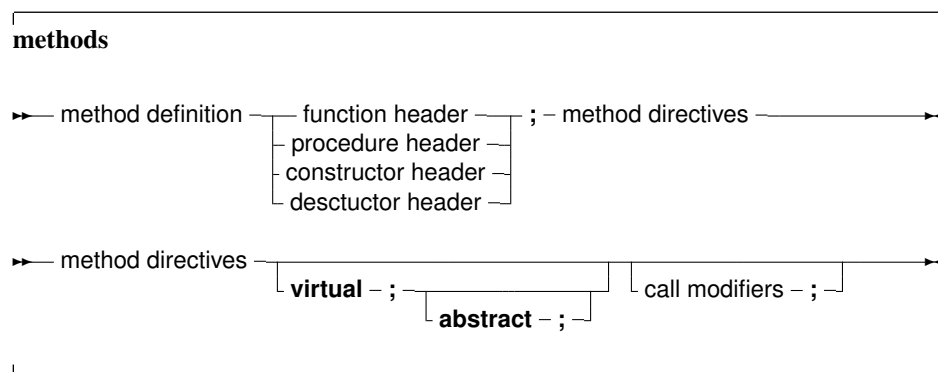 methods
method definition function header ; method directives
procedure header
constructor header
desctuctor header
method directives
virtual ; call modifiers ;
abstract ;